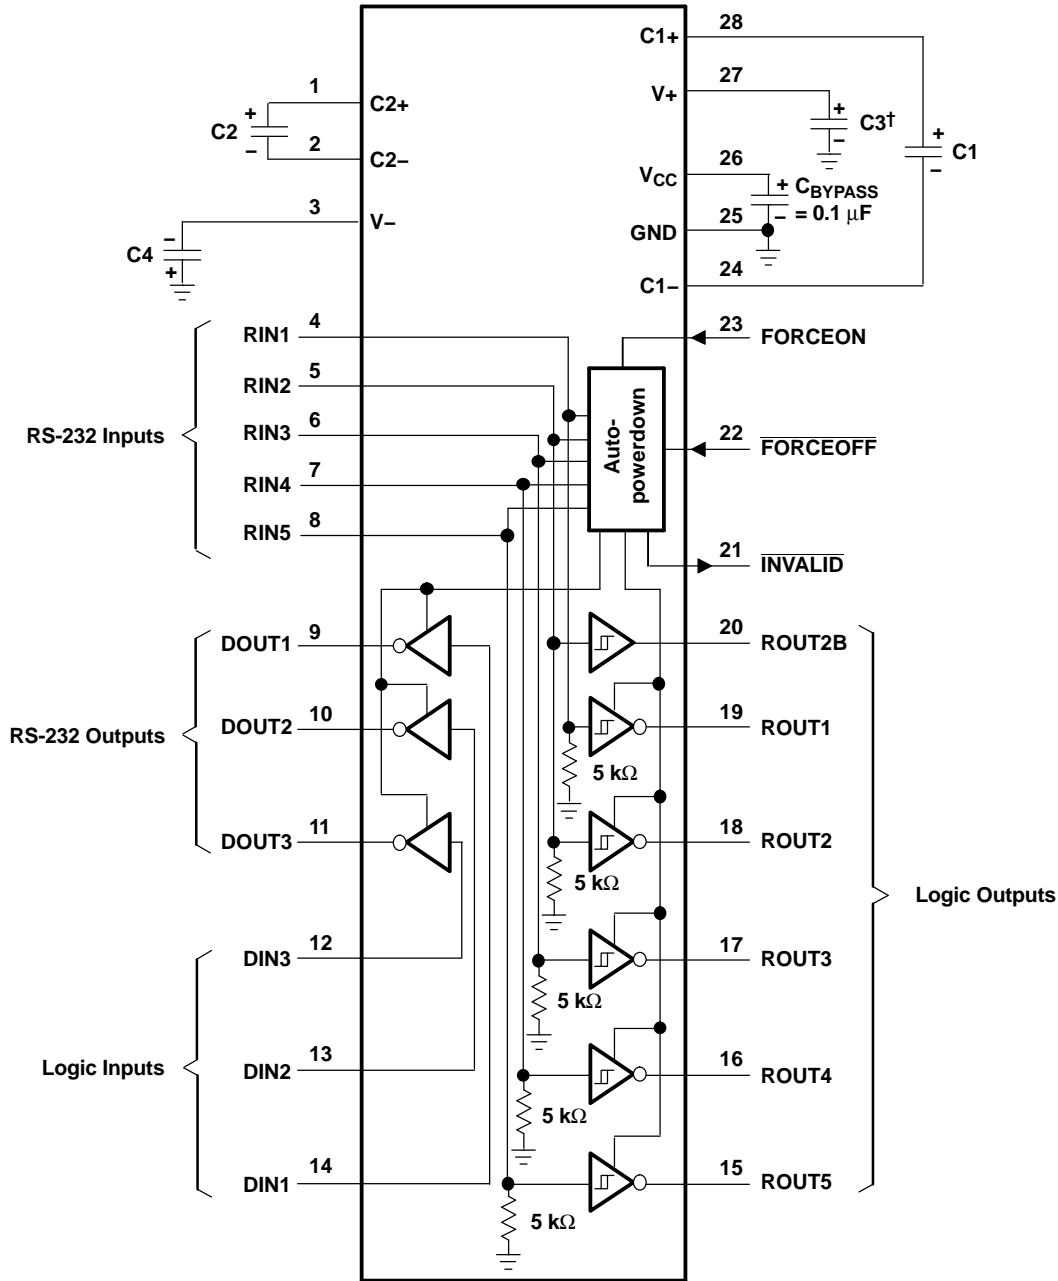 28
C1+
27
V+
+
–
C3†
+
–
C1
1
C2+
C2
+
–
2
C2–
26
VCC
+
–
CBYPASS
= 0.1 μF
3
V–
25
GND
C4
–
+
24
C1–
RS-232 Inputs
RIN1
4
RIN2
5
RIN3
6
RIN4
7
RIN5
8
23
FORCEON
Auto-
powerdown
22
FORCEOFF
21
INVALID
RS-232 Outputs
DOUT1
9
DOUT2
10
DOUT3
11
20
ROUT2B
19
ROUT1
5 kΩ
18
ROUT2
5 kΩ
Logic Outputs
17
ROUT3
5 kΩ
16
ROUT4
5 kΩ
15
ROUT5
5 kΩ
Logic Inputs
DIN3
12
DIN2
13
DIN1
14